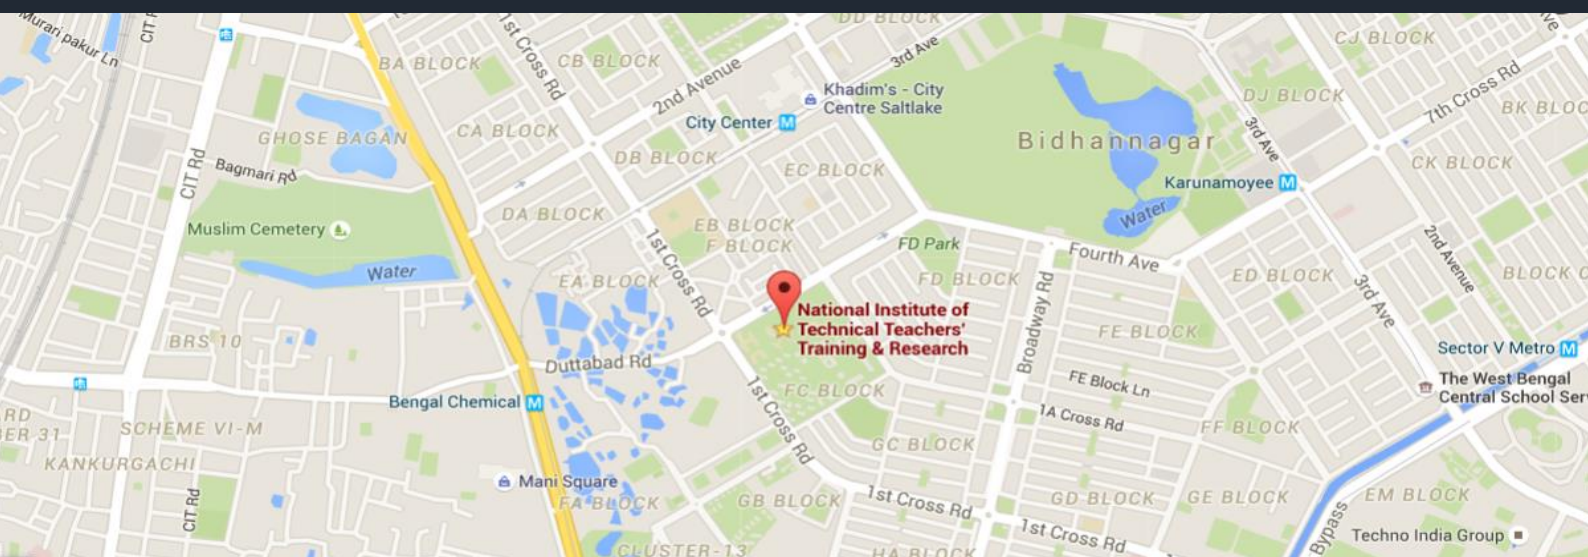 Murari pakur Ln
CIT R
1st Cross Rd
DD BLOCK
3rd Ave
CJ BLOCK
BA BLOCK
CB BLOCK
2nd Avenue
Khadim's - City
Centre Saltlake
DJ BLOCK
7th Cross Rd
BK BLOC
City Center M
GHOSE BAGAN
CA BLOCK
3rd Ave
Bidhannagar
DB BLOCK
EC BLOCK
CK BLOCK
CIT Rd
Bagmari Rd
Karunamoyee M
DA BLOCK
Water
Muslim Cemetery
EB BLOCK
F BLOCK
1st Cross Rd
FD Park
2nd Avenue
Fourth Ave
Water
EA BLOCK
FD BLOCK
ED BLOCK
BLOCK
3rd Ave
National Institute of
Technical Teachers'
Training & Research
Broadway Rd
FE BLOCK
BRS 10
Sector V Metro M
Duttabad Rd
The West Bengal
Central School Ser
FE Block Ln
FC BLOCK
Bengal Chemical M
1st Cross Rd
1A Cross Rd
RD
ER 31
SCHEME VI-M
FF BLOCK
GC BLOCK
KANKURGACHI
Mani Square
FA BLOCK
GB BLOCK
1st Cross Rd
GD BLOCK
GE BLOCK
EM BLOCK
CIT Rd
1st Cross Rd
Bypass
Techno India Group
CLUSTER-13
HA BLOCK